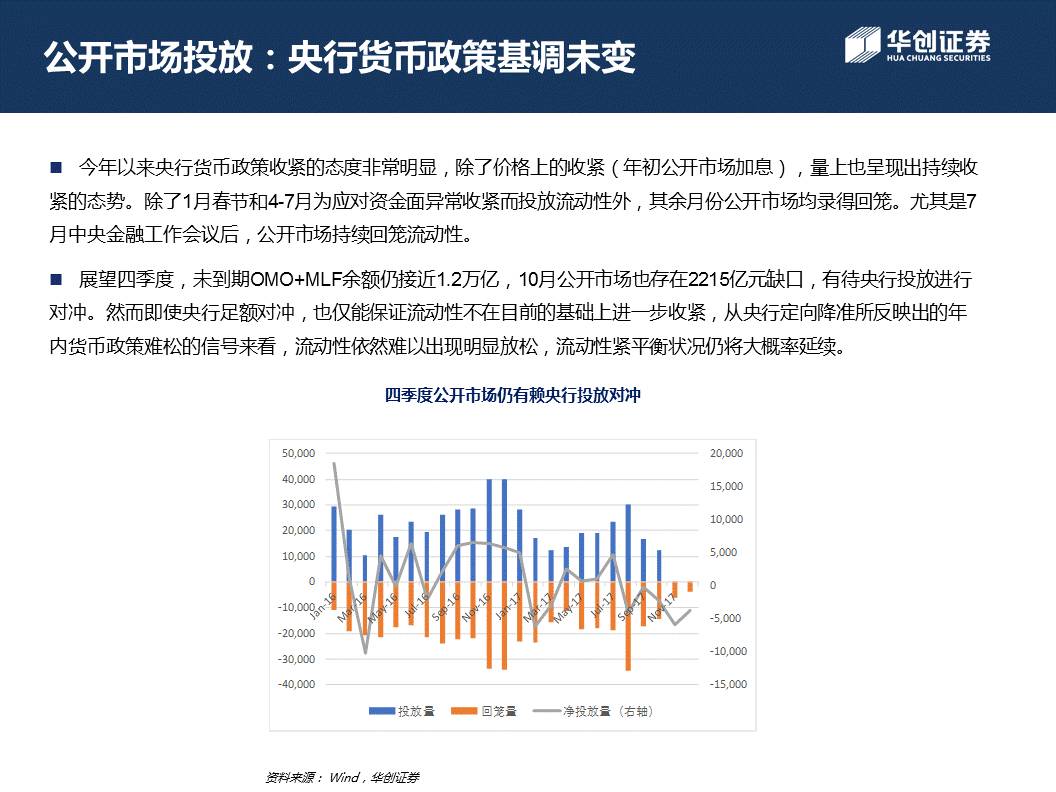 公开市场投放：央行货币政策基调未变
华创证券
HUA CHUANG SECURITIES
■ 今年以来央行货币政策收紧的态度非常明显，除了价格上的收紧（年初公开市场加息），量上也呈现出持续收
紧的态势。除了1月春节和4-7月为应对资金面异常收紧而投放流动性外，其余月份公开市场均录得回笼。尤其是7
月中央金融工作会议后，公开市场持续回笼流动性。
■ 展望四季度，未到期OMO+MLF余额仍接近1.2万亿，10月公开市场也存在2215亿元缺口，有待央行投放进行
对冲。然而即使央行足额对冲，也仅能保证流动性不在目前的基础上进一步收紧，从央行定向降准所反映出的年
内货币政策难松的信号来看，流动性依然难以出现明显放松，流动性紧平衡状况仍将大概率延续。
四季度公开市场仍有赖央行投放对冲
50,000
40,000
30,000
20,000
10,000
0
-10,000
-20,000
-30,000
-40,000
20,000
15,000
10,000
5,000
0
-5,000
-10,000
-15,000
Jan-16
Mar-16
May-16
Jul-16
Sep-16
Nov-16
Jan-17
Mar-17
May-17
Jul-17
Sep-17
Nov-17
投放量 回笼量 净投放量（右轴）
资料来源：Wind，华创证券